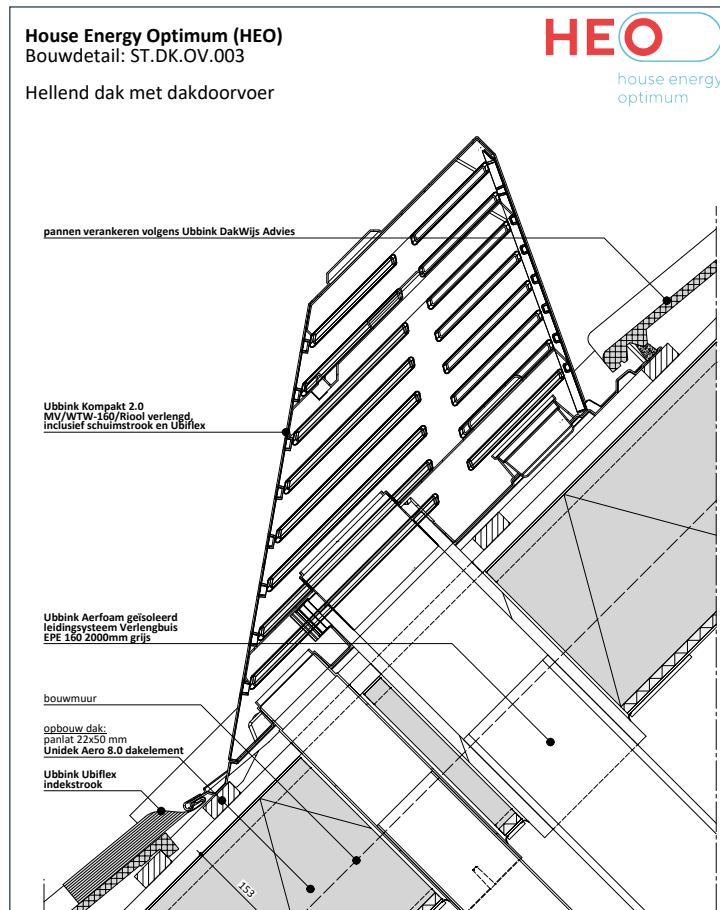 House Energy Optimum (HEO)
Bouwdetail: ST.DK.OV.003
Hellend dak met dakdoorvoer
HEO
house energy
optimum
pannen verankeren volgens Ubbink DakWijs Advies
Ubbink Kompakt 2.0
MV/WTW-160/Riool verlengd,
inclusief schuimstrook en Ubiflex
Ubbink Aerfoam geïsoleerd
leidingsysteem Verlengbuis
EPE 160 2000mm grijs
bouwmuur
opbouw dak:
panlat 22x50 mm
Unidek Aero 8.0 dakelement
Ubbink Ubiflex
indekstrook
153